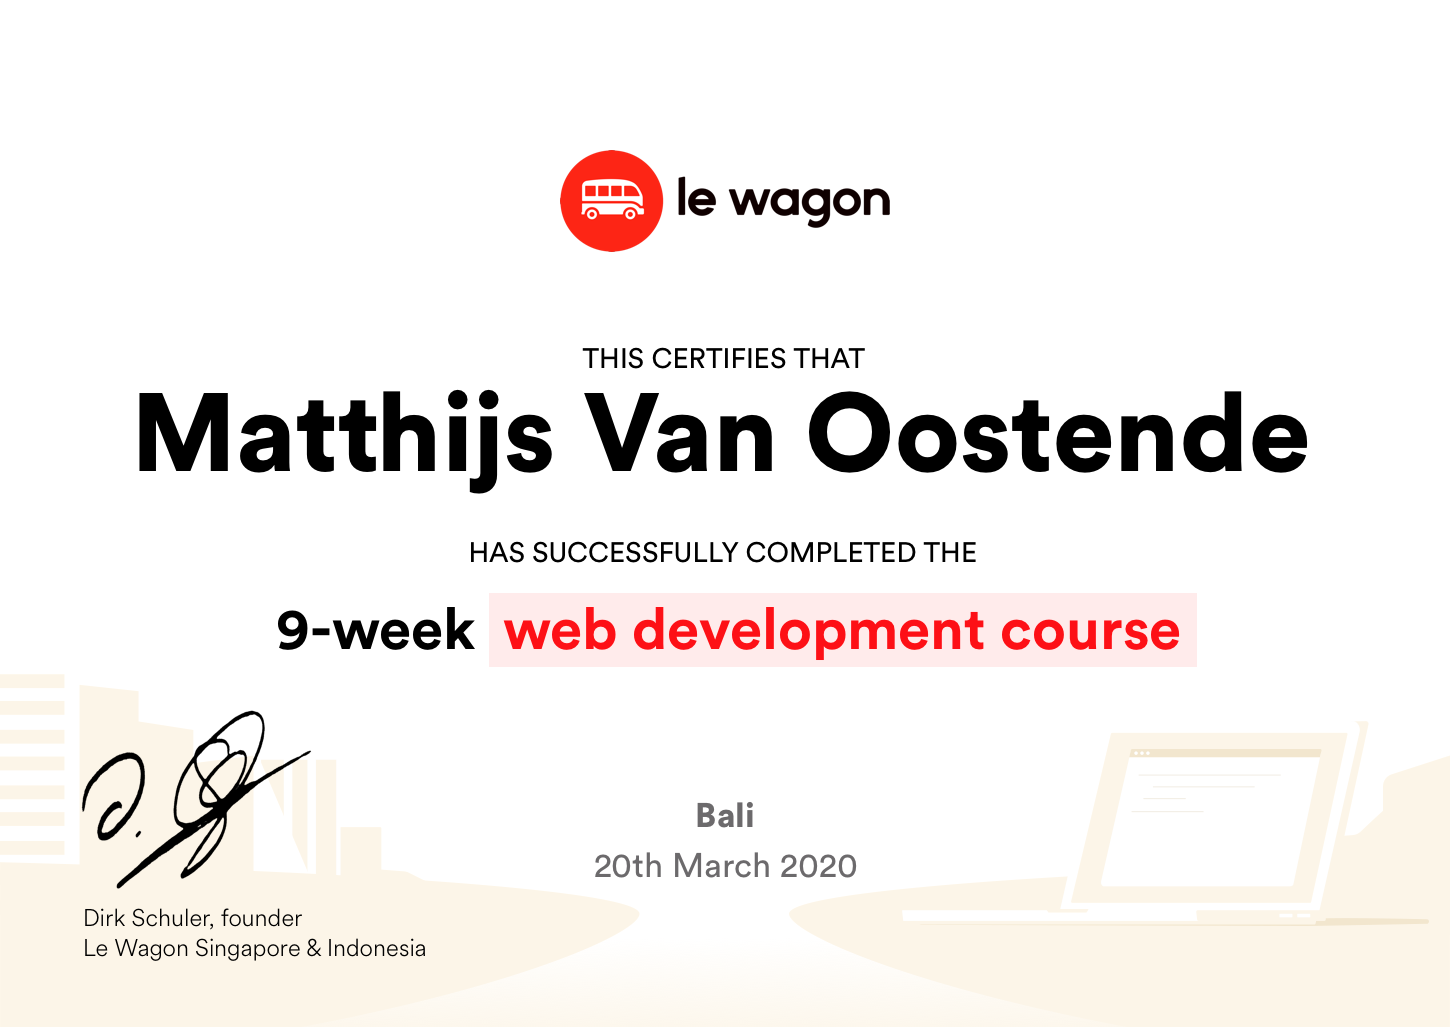 le wagon
THIS CERTIFIES THAT
Matthijs Van Oostende
HAS SUCCESSFULLY COMPLETED THE
9-week web development course
Bali
20th March 2020
Dirk Schuler, founder
Le Wagon Singapore & Indonesia